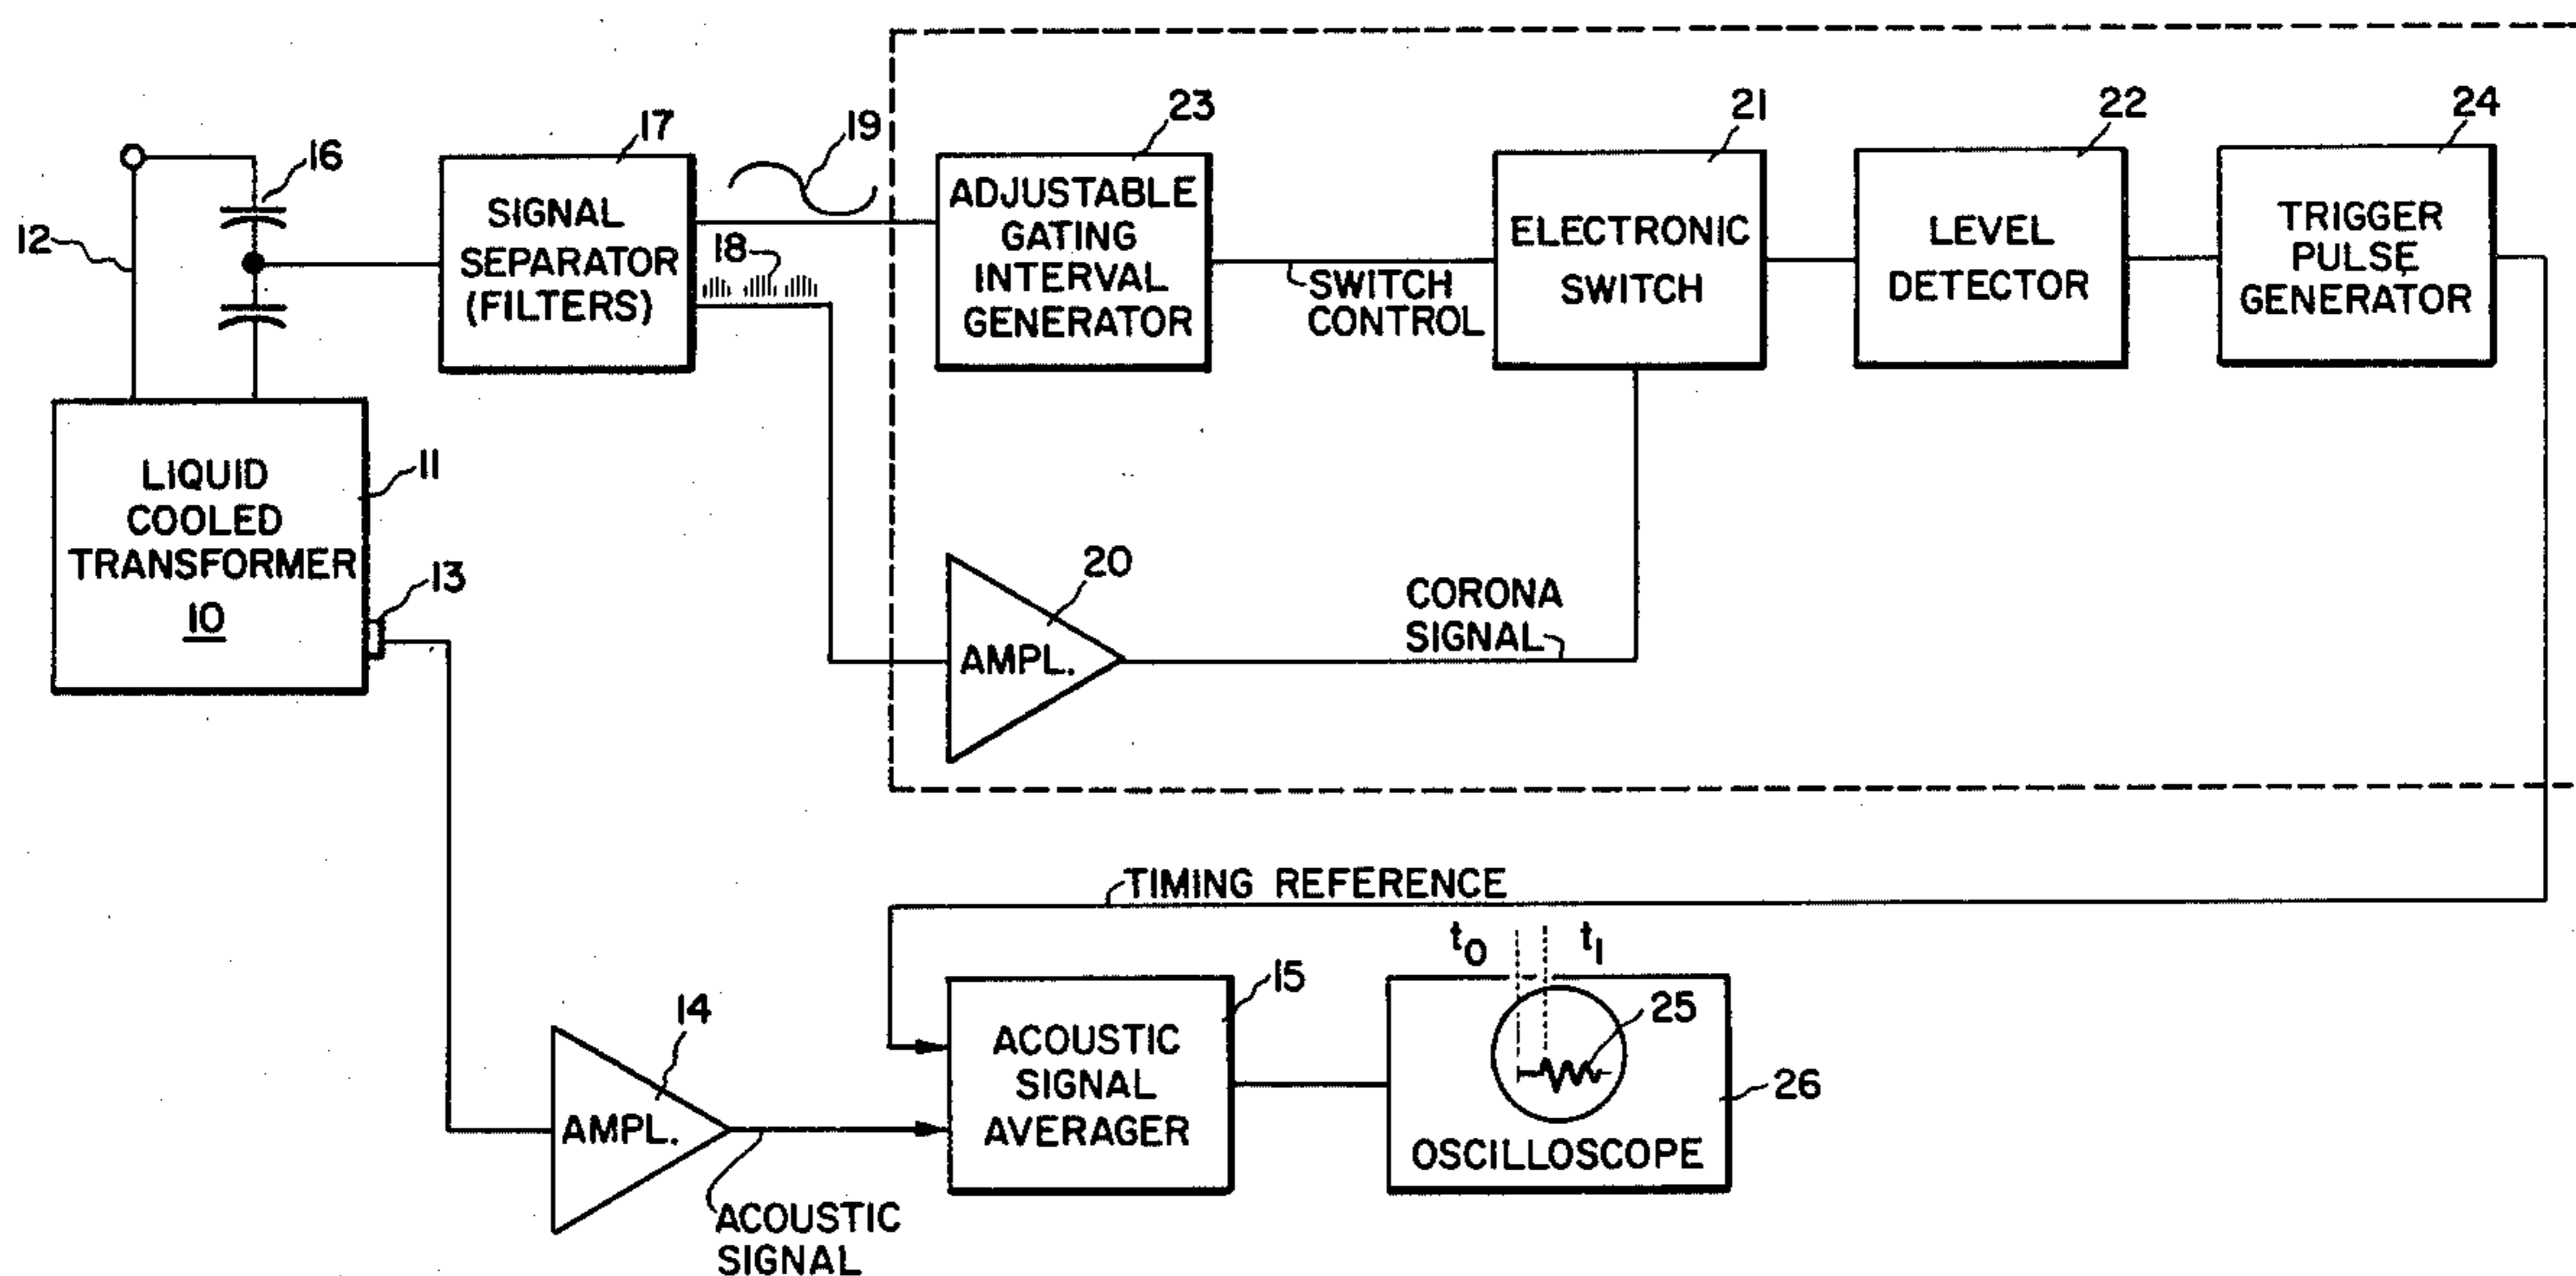 12
16
17
SIGNAL
SEPARATOR
(FILTERS)
19
18
23
ADJUSTABLE
GATING
INTERVAL
GENERATOR
SWITCH
CONTROL
21
ELECTRONIC
SWITCH
22
LEVEL
DETECTOR
24
TRIGGER
PULSE
GENERATOR
11
LIQUID
COOLED
TRANSFORMER
10
13
20
AMPL.
CORONA
SIGNAL
TIMING REFERENCE
14
AMPL.
ACOUSTIC
SIGNAL
15
ACOUSTIC
SIGNAL
AVERAGER
t0 t1
25
26
OSCILLOSCOPE